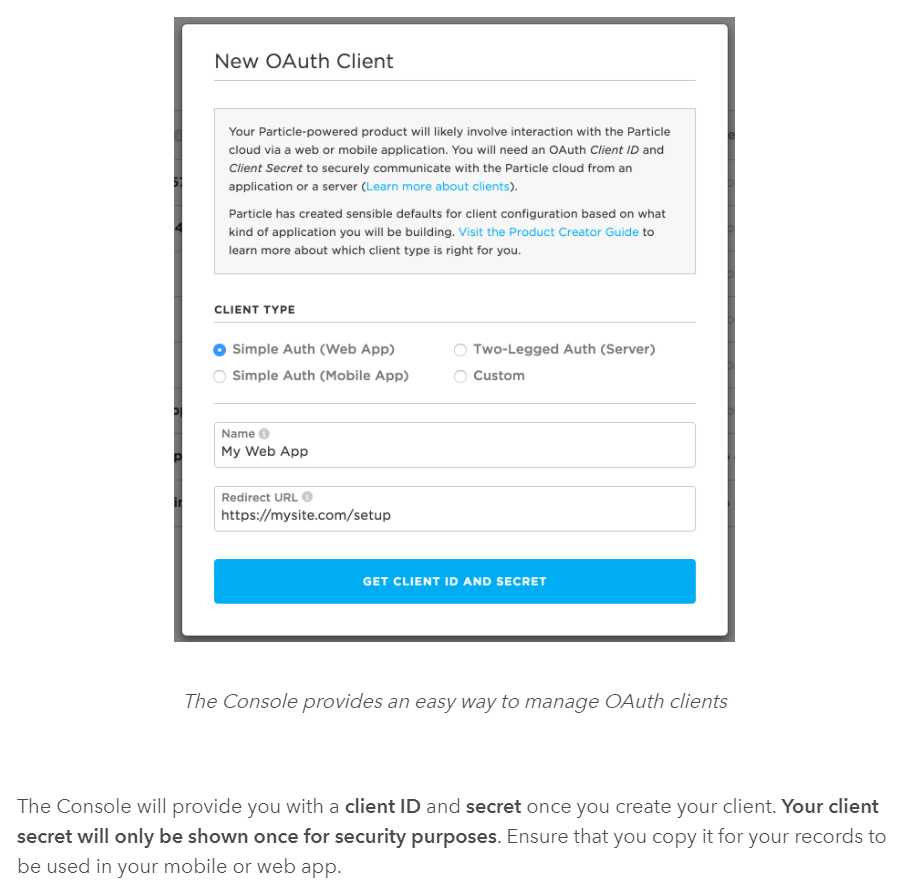 New OAuth Client
Your Particle-powered product will likely involve interaction with the Particle
cloud via a web or mobile application. You will need an OAuth Client ID and
Client Secret to securely communicate with the Particle cloud from an
application or a server (Learn more about clients).
Particle has created sensible defaults for client configuration based on what
kind of application you will be building. Visit the Product Creator Guide to
learn more about which client type is right for you.
CLIENT TYPE
Simple Auth (Web App) Two-Legged Auth (Server)
Simple Auth (Mobile App) Custom
Name
My Web App
Redirect URL
https://mysite.com/setup
GET CLIENT ID AND SECRET
The Console provides an easy way to manage OAuth clients
The Console will provide you with a client ID and secret once you create your client. Your client
secret will only be shown once for security purposes. Ensure that you copy it for your records to
be used in your mobile or web app.